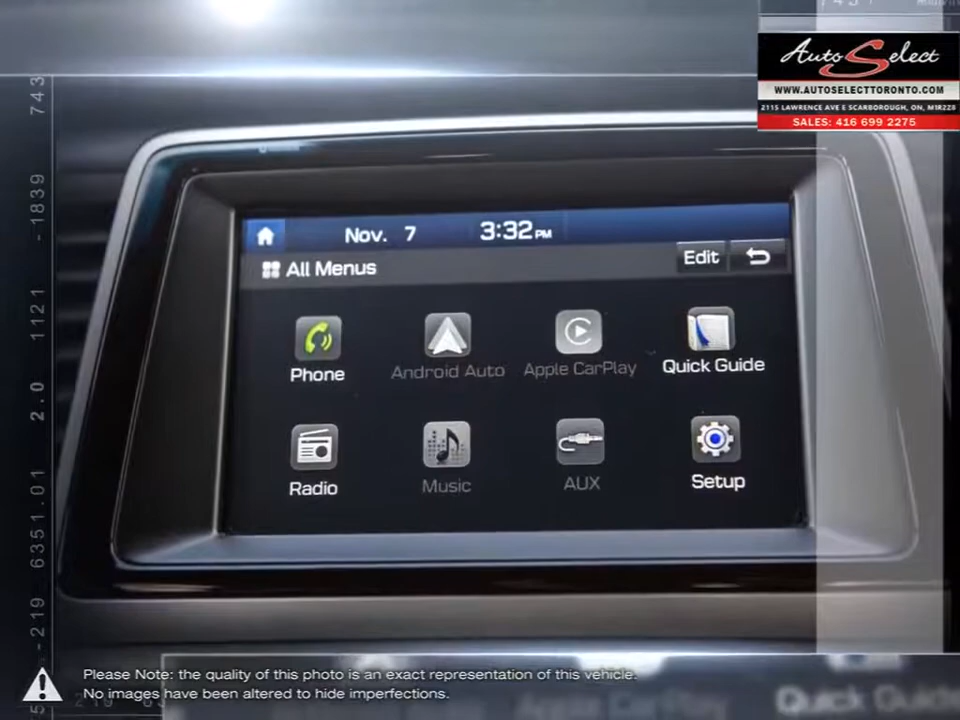 Auto Select
WWW.AUTOSELECTTORONTO.COM
2115 LAWRENCE AVE E SCARBOROUGH, ON, M1R2Z8
SALES: 416 699 2275
Nov. 7 3:32PM
All Menus Edit
Phone Android Auto Apple CarPlay Quick Guide
Radio Music AUX Setup
743
-1839
1121
2.0
6351.01
-219
Please Note: the quality of this photo is an exact representation of this vehicle.
No images have been altered to hide imperfections.
Quick Guide